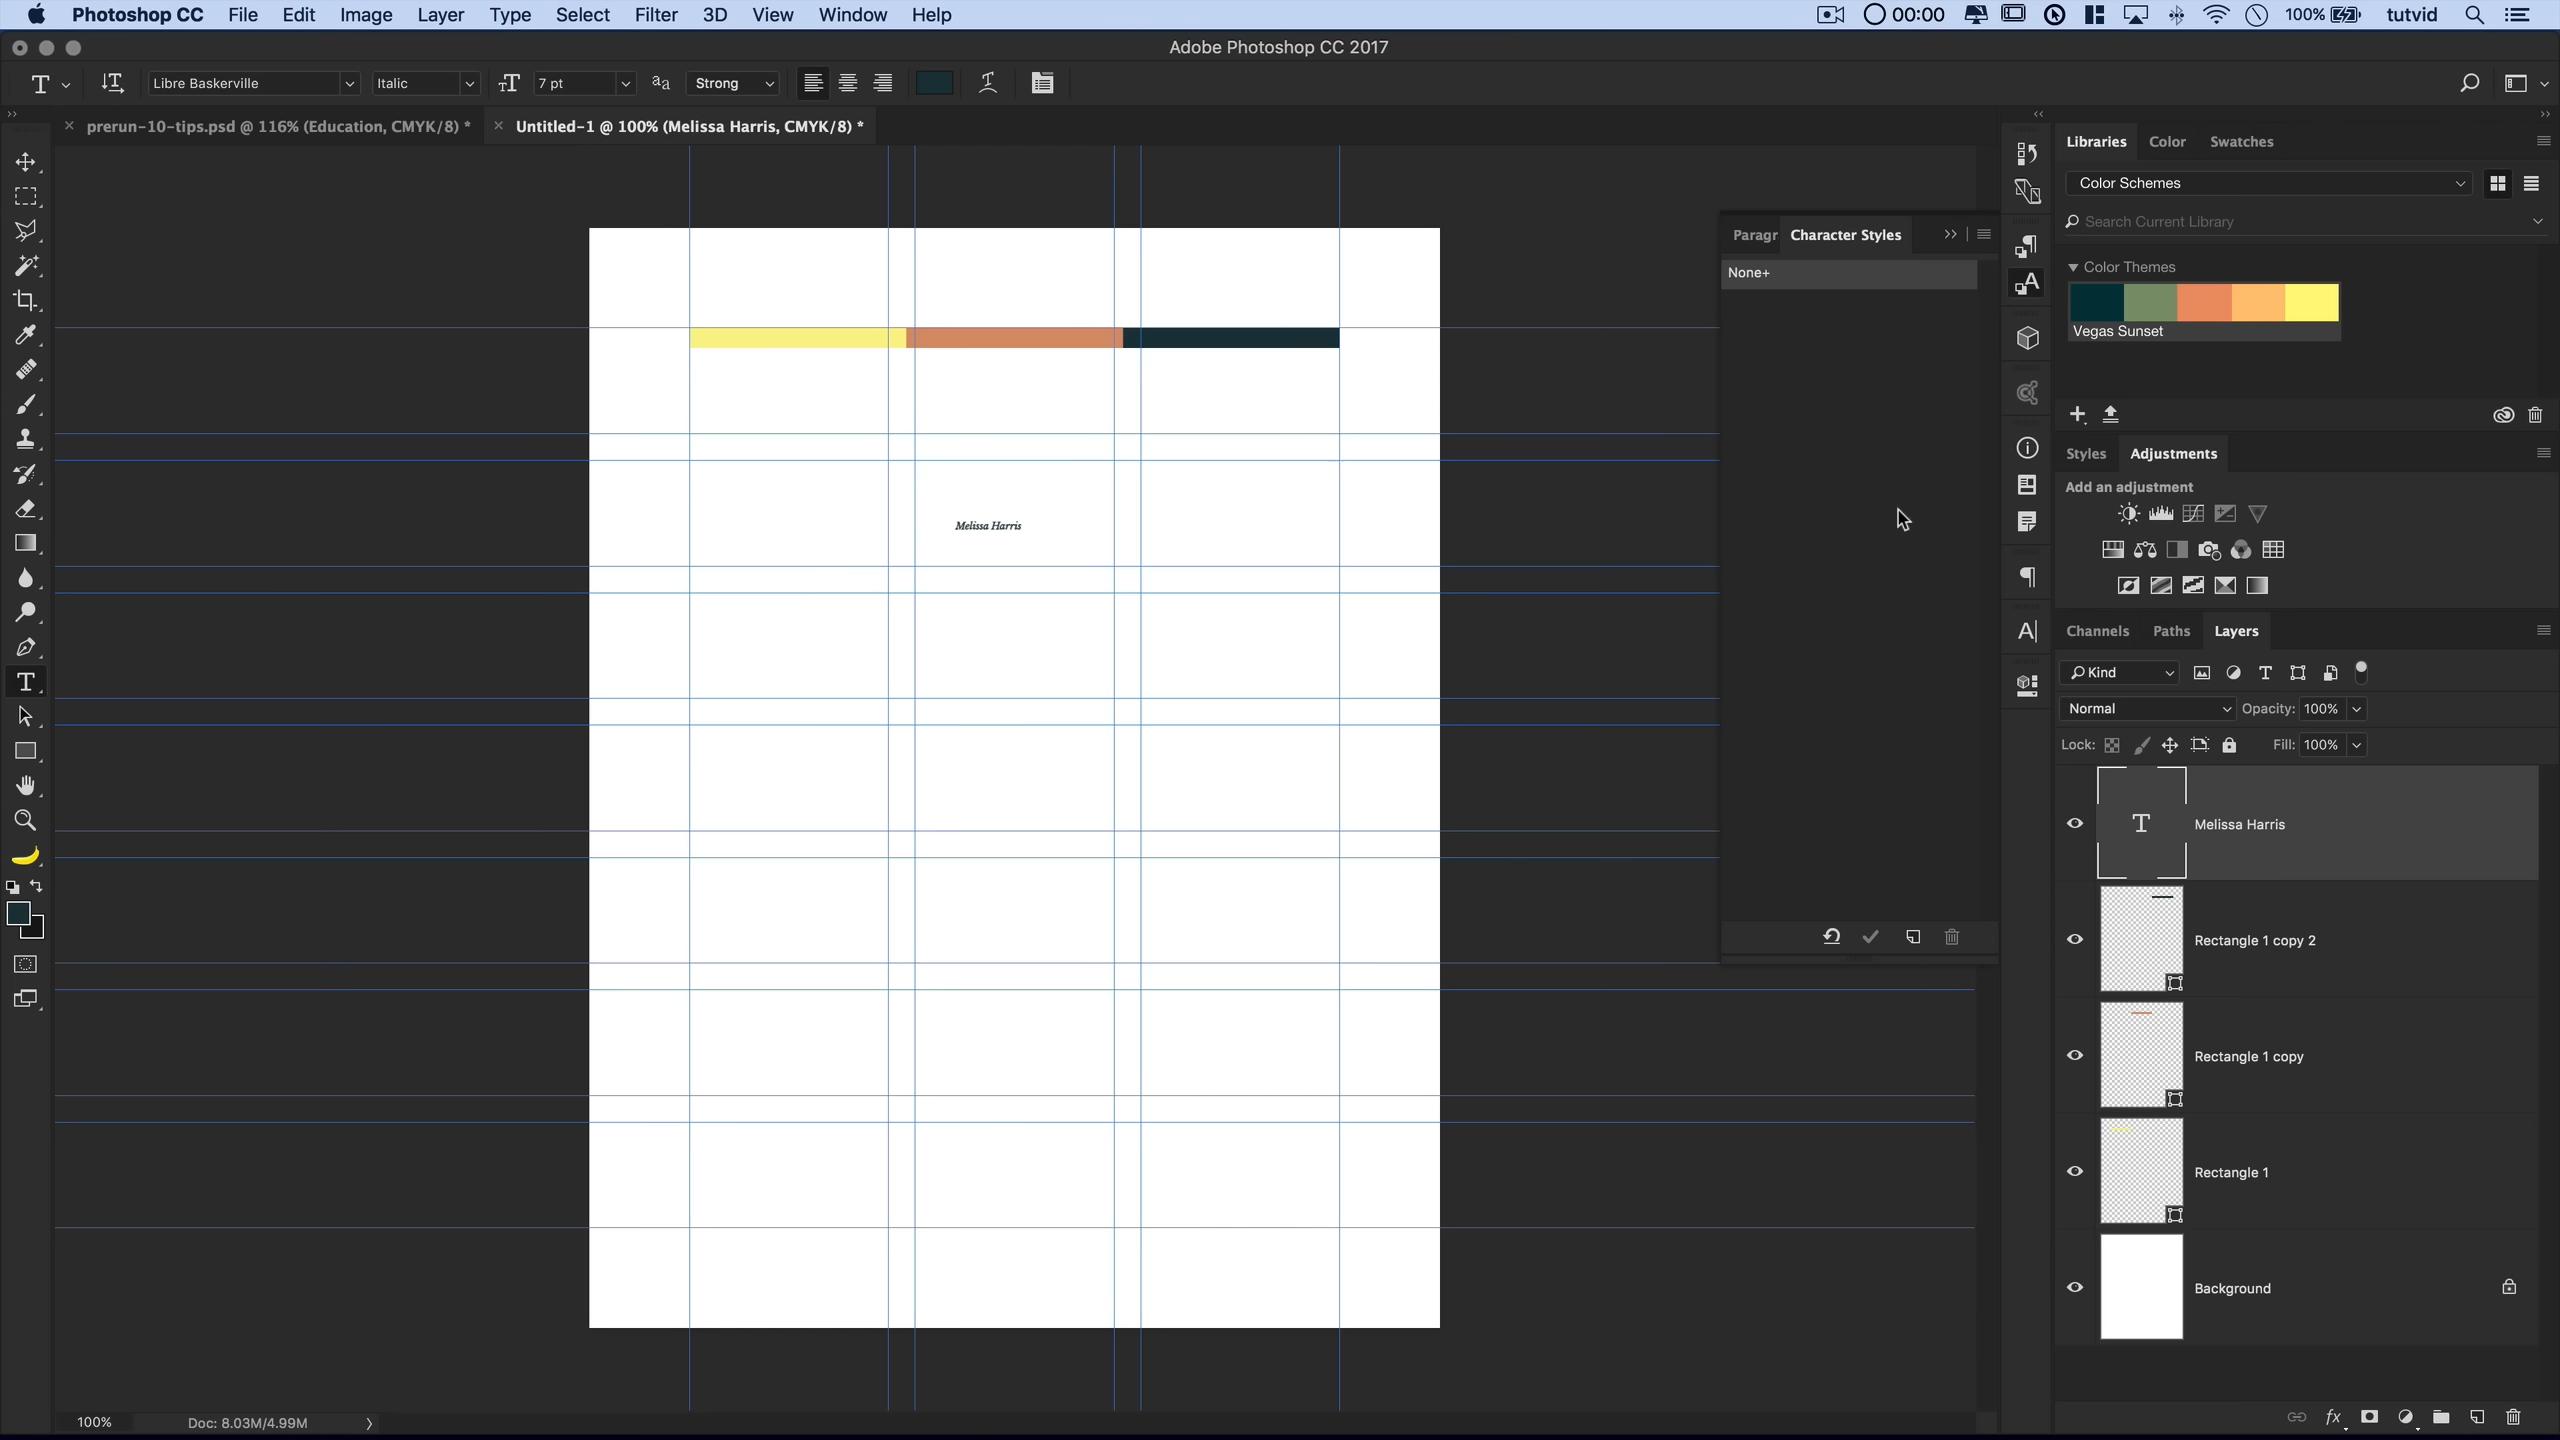 Photoshop CC File Edit Image Layer Type Select Filter 3D View Window Help 00:00 100% tutvid
Adobe Photoshop CC 2017
Libre Baskerville Italic 7 pt Strong
prerun-10-tips.psd @ 116% (Education, CMYK/8) *
Untitled-1 @ 100% (Melissa Harris, CMYK/8) *
Melissa Harris
Paragr Character Styles
None+
Libraries Color Swatches
Color Schemes
Search Current Library
Color Themes
Vegas Sunset
Styles Adjustments
Add an adjustment
Channels Paths Layers
Kind
Normal Opacity: 100%
Lock: Fill: 100%
Melissa Harris
Rectangle 1 copy 2
Rectangle 1 copy
Rectangle 1
Background
100% Doc: 8.03M/4.99M